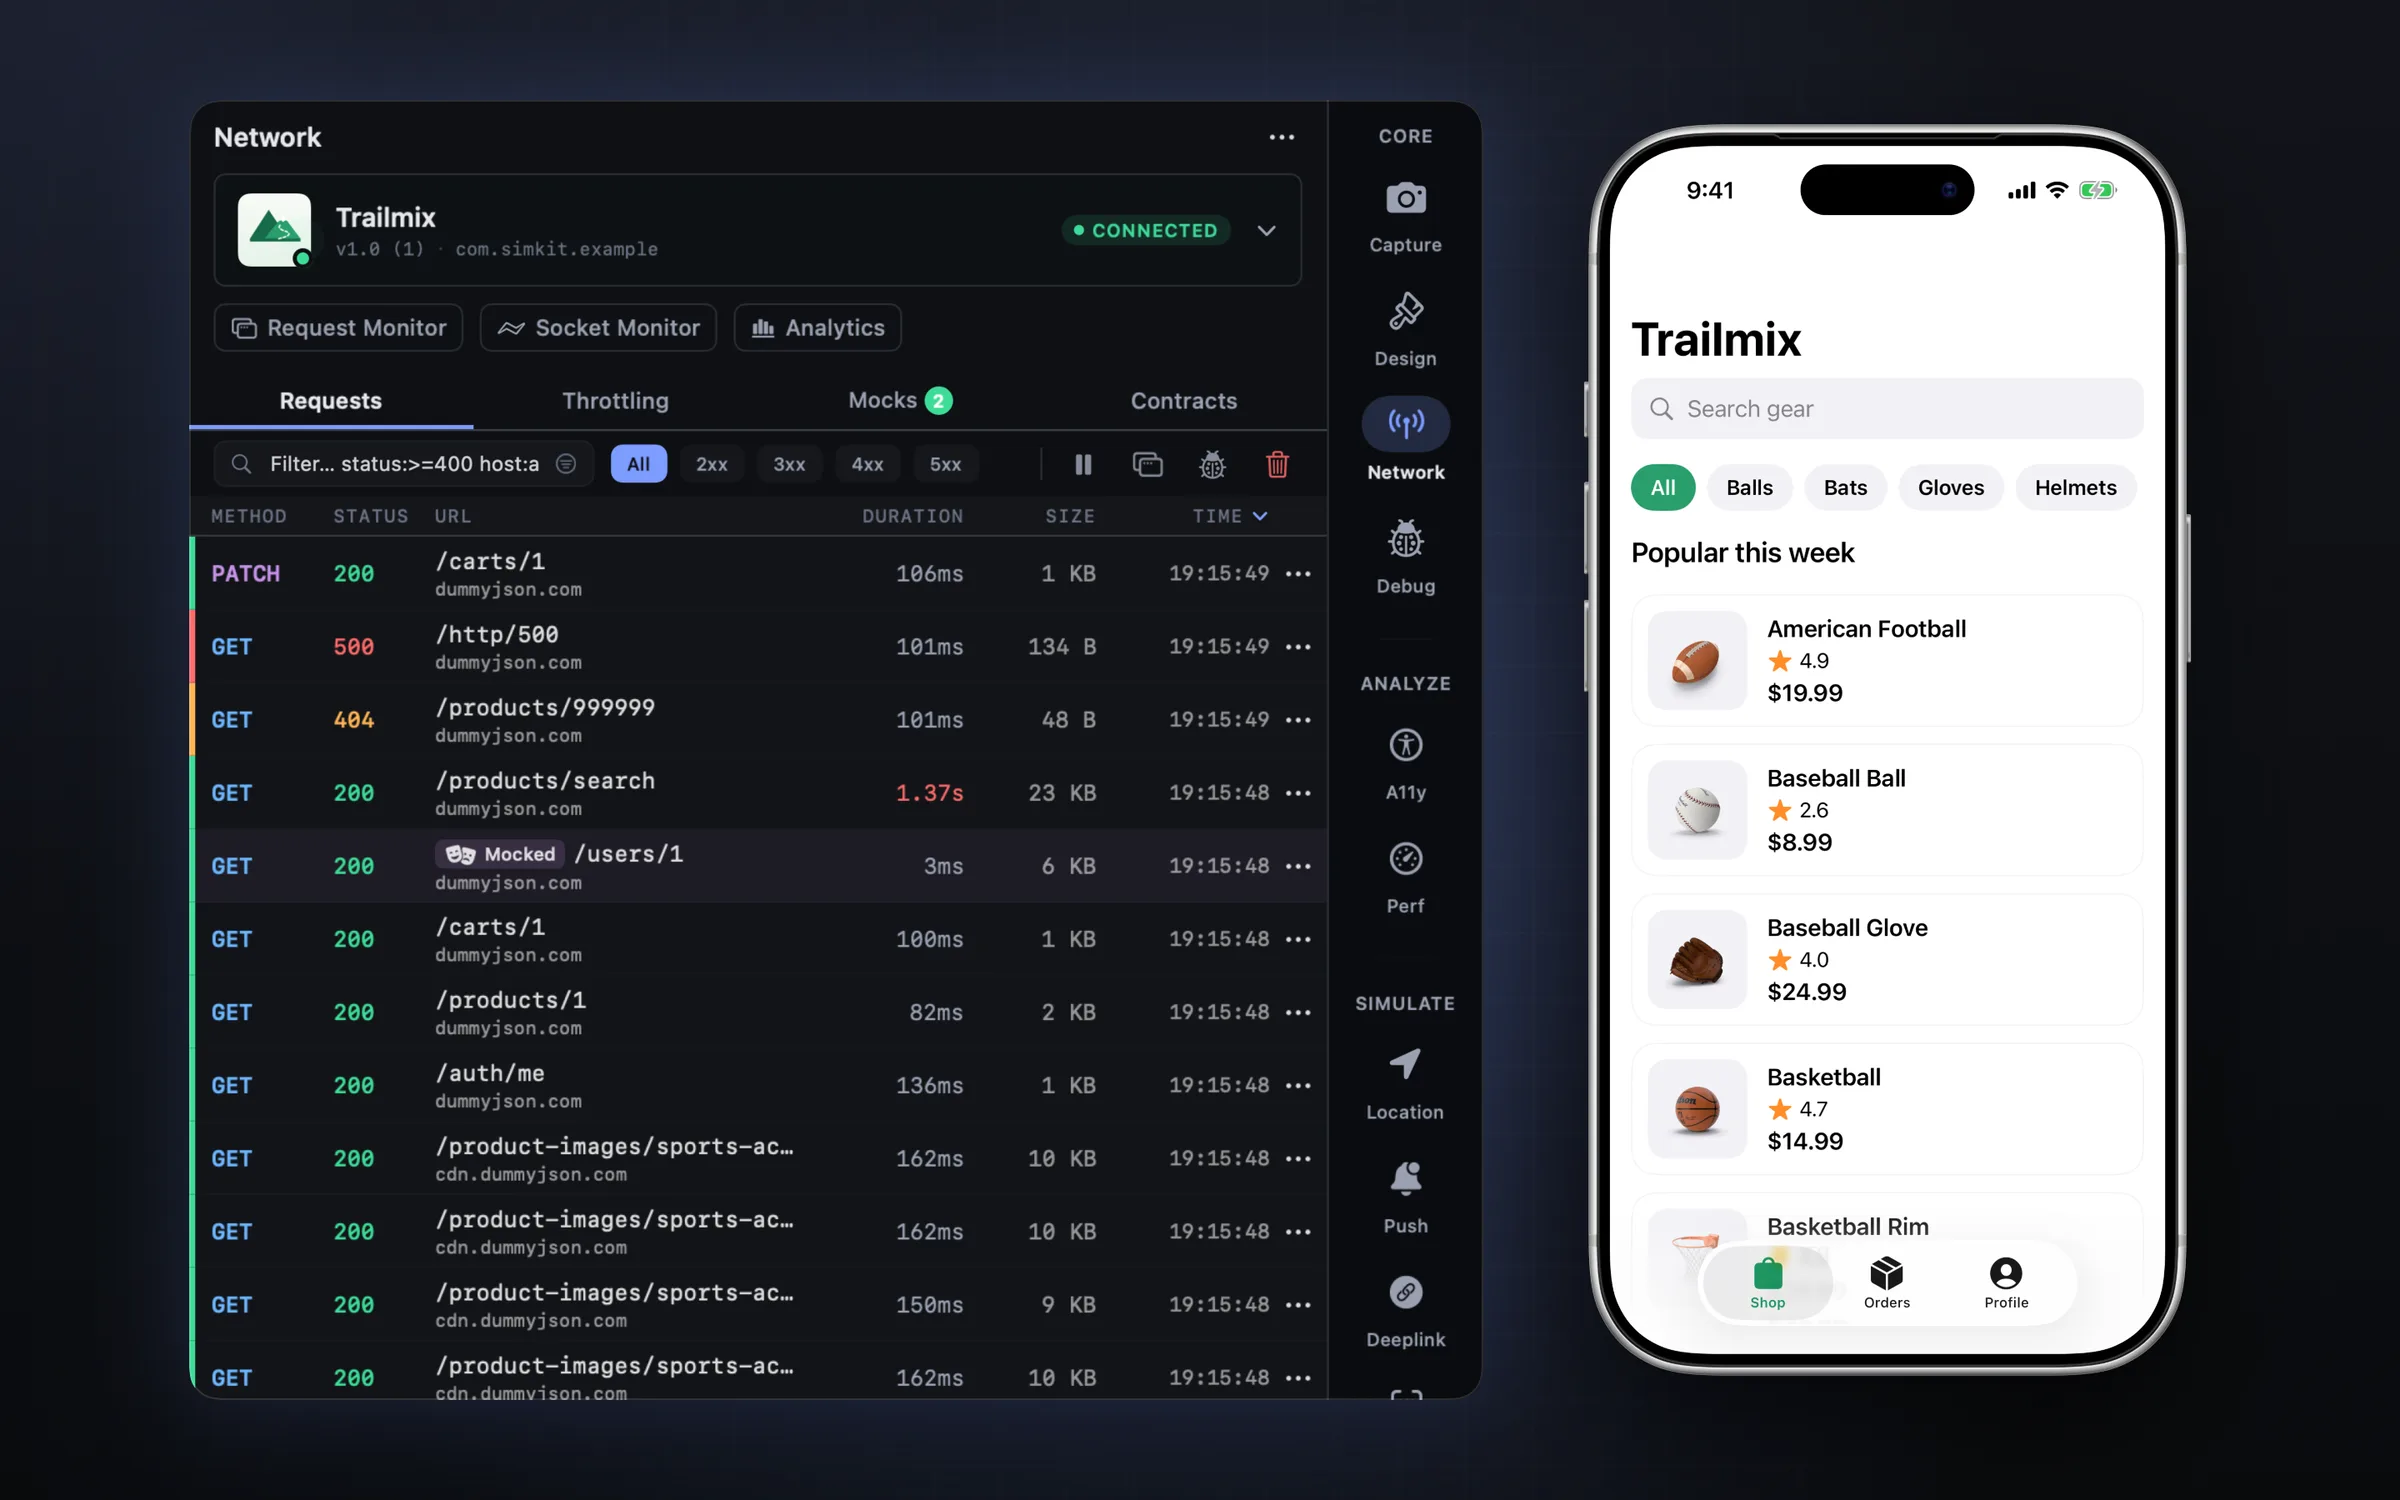 Network
Trailmix
v1.0 (1) · com.simkit.example
CONNECTED
Request Monitor
Socket Monitor
Analytics
Requests
Throttling
Mocks 2
Contracts
Filter... status:>=400 host:a
All
2xx
3xx
4xx
5xx
METHOD STATUS URL DURATION SIZE TIME
PATCH 200 /carts/1 106ms 1 KB 19:15:49
dummyjson.com
GET 500 /http/500 101ms 134 B 19:15:49
dummyjson.com
GET 404 /products/999999 101ms 48 B 19:15:49
dummyjson.com
GET 200 /products/search 1.37s 23 KB 19:15:48
dummyjson.com
GET 200 Mocked /users/1 3ms 6 KB 19:15:48
dummyjson.com
GET 200 /carts/1 100ms 1 KB 19:15:48
dummyjson.com
GET 200 /products/1 82ms 2 KB 19:15:48
dummyjson.com
GET 200 /auth/me 136ms 1 KB 19:15:48
dummyjson.com
GET 200 /product-images/sports-ac… 162ms 10 KB 19:15:48
cdn.dummyjson.com
GET 200 /product-images/sports-ac… 162ms 10 KB 19:15:48
cdn.dummyjson.com
GET 200 /product-images/sports-ac… 150ms 9 KB 19:15:48
cdn.dummyjson.com
GET 200 /product-images/sports-ac… 162ms 10 KB 19:15:48
cdn.dummyjson.com
CORE
Capture
Design
Network
Debug
ANALYZE
A11y
Perf
SIMULATE
Location
Push
Deeplink
9:41
Trailmix
Search gear
All
Balls
Bats
Gloves
Helmets
Popular this week
American Football
4.9
$19.99
Baseball Ball
2.6
$8.99
Baseball Glove
4.0
$24.99
Basketball
4.7
$14.99
Basketball Rim
Shop
Orders
Profile